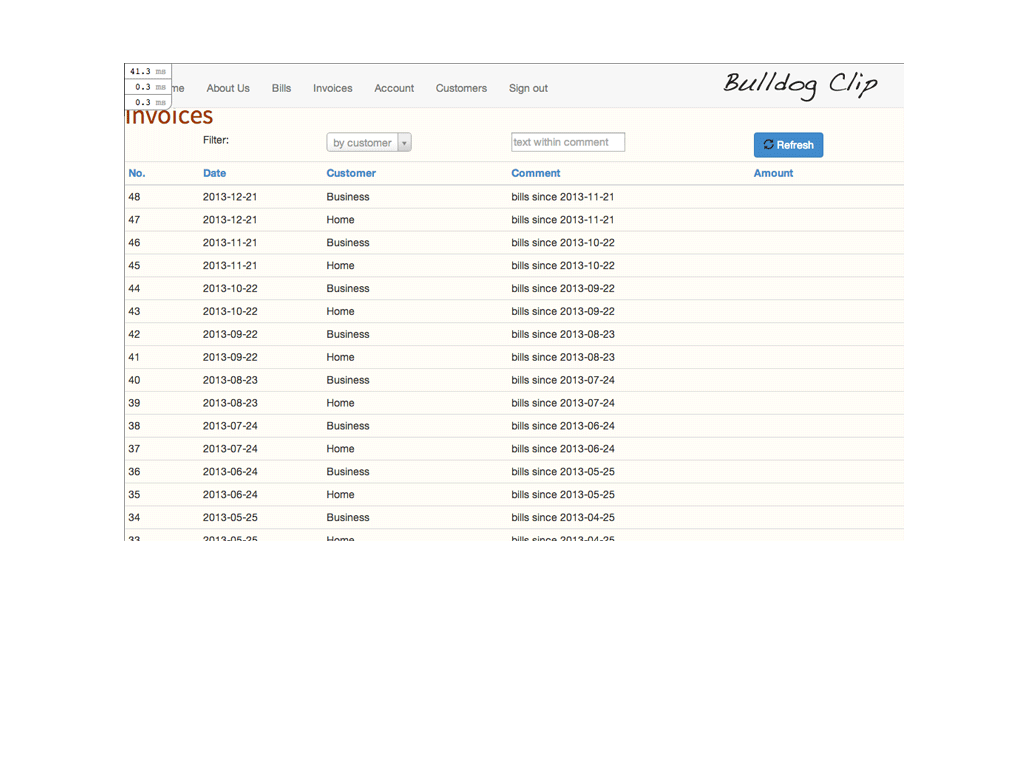 41.3 ms
0.3 ms
0.3 ms
me About Us Bills Invoices Account Customers Sign out Bulldog Clip
Invoices
Filter: by customer text within comment Refresh
No. Date Customer Comment Amount
48 2013-12-21 Business bills since 2013-11-21
47 2013-12-21 Home bills since 2013-11-21
46 2013-11-21 Business bills since 2013-10-22
45 2013-11-21 Home bills since 2013-10-22
44 2013-10-22 Business bills since 2013-09-22
43 2013-10-22 Home bills since 2013-09-22
42 2013-09-22 Business bills since 2013-08-23
41 2013-09-22 Home bills since 2013-08-23
40 2013-08-23 Business bills since 2013-07-24
39 2013-08-23 Home bills since 2013-07-24
38 2013-07-24 Business bills since 2013-06-24
37 2013-07-24 Home bills since 2013-06-24
36 2013-06-24 Business bills since 2013-05-25
35 2013-06-24 Home bills since 2013-05-25
34 2013-05-25 Business bills since 2013-04-25
33 2013-05-25 Home bills since 2013-04-25